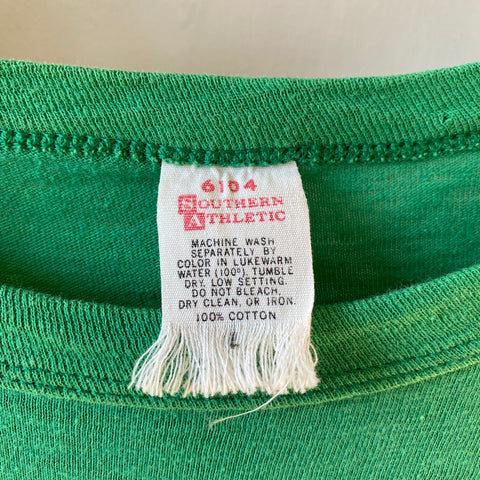 6104
SOUTHERN
ATHLETIC
MACHINE WASH
SEPARATELY BY
COLOR IN LUKEWARM
WATER (100°), TUMBLE
DRY, LOW SETTING.
DO NOT BLEACH,
DRY CLEAN, OR IRON.
100% COTTON
L